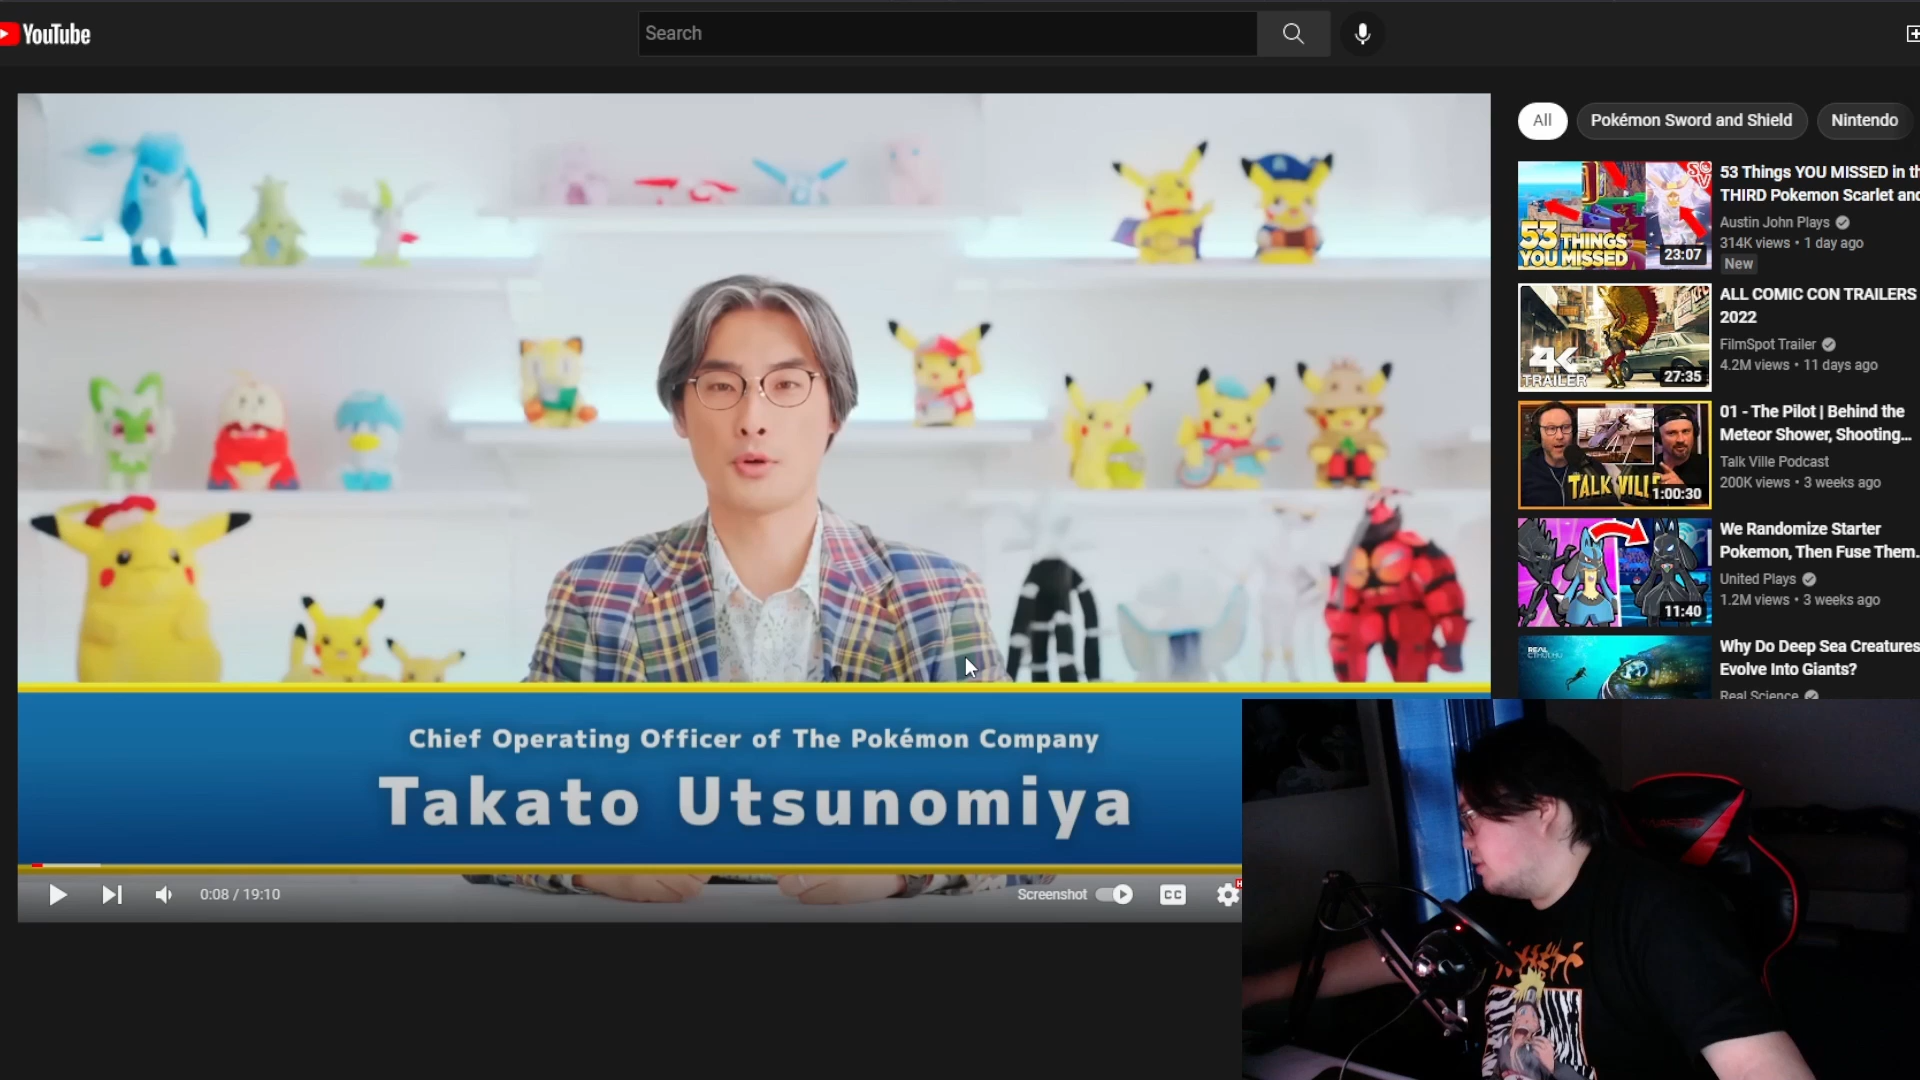 YouTube
Search
Chief Operating Officer of The Pokémon Company
Takato Utsunomiya
0:08 / 19:10
Screenshot
CC
All
Pokémon Sword and Shield
Nintendo
53 THINGS
YOU MISSED
SV
23:07
53 Things YOU MISSED in th
THIRD Pokemon Scarlet and
Austin John Plays
314K views • 1 day ago
New
4K
TRAILER
27:35
ALL COMIC CON TRAILERS
2022
FilmSpot Trailer
4.2M views • 11 days ago
TALK VILLE
1:00:30
01 - The Pilot | Behind the
Meteor Shower, Shooting...
Talk Ville Podcast
200K views • 3 weeks ago
11:40
We Randomize Starter
Pokemon, Then Fuse Them...
United Plays
1.2M views • 3 weeks ago
REAL
Why Do Deep Sea Creatures
Evolve Into Giants?
Real Science